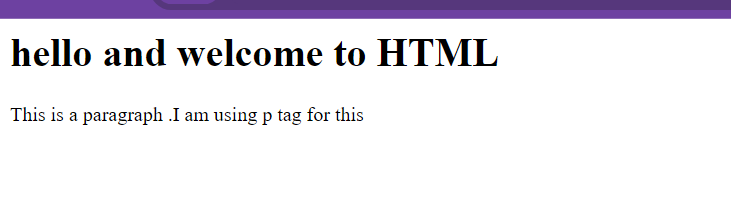 hello and welcome to HTML
This is a paragraph .I am using p tag for this